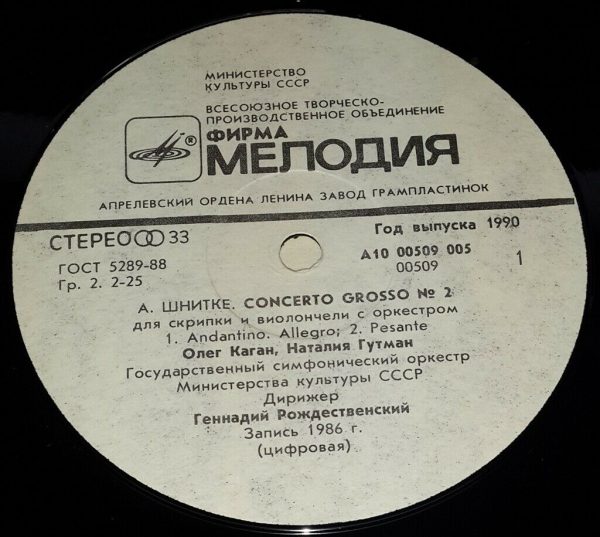 МИНИСТЕРСТВО
КУЛЬТУРЫ СССР
ВСЕСОЮЗНОЕ ТВОРЧЕСКО-
ПРОИЗВОДСТВЕННОЕ ОБЪЕДИНЕНИЕ
ФИРМА
® МЕЛОДИЯ
АПРЕЛЕВСКИЙ ОРДЕНА ЛЕНИНА ЗАВОД ГРАМПЛАСТИНОК
СТЕРЕО 33
Год выпуска 1990
ГОСТ 5289-88
А10 00509 005
Гр. 2. 2-25
00509
1
А. ШНИТКЕ. CONCERTO GROSSO № 2
для скрипки и виолончели с оркестром
1. Andantino. Allegro; 2. Pesante
Олег Каган, Наталия Гутман
Государственный симфонический оркестр
Министерства культуры СССР
Дирижер
Геннадий Рождественский
Запись 1986 г.
(цифровая)